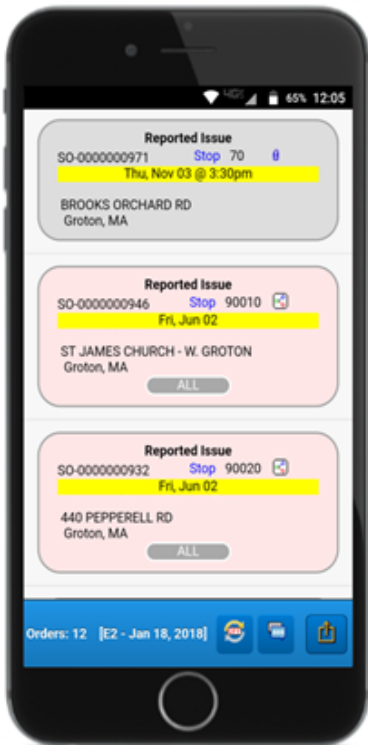 65% 12:05
Reported Issue
SO-0000000971 Stop 70
Thu, Nov 03 @ 3:30pm
BROOKS ORCHARD RD
Groton, MA
Reported Issue
SO-0000000946 Stop 90010
Fri, Jun 02
ST JAMES CHURCH - W. GROTON
Groton, MA
ALL
Reported Issue
SO-0000000932 Stop 90020
Fri, Jun 02
440 PEPPERELL RD
Groton, MA
ALL
Orders: 12 [E2 - Jan 18, 2018]